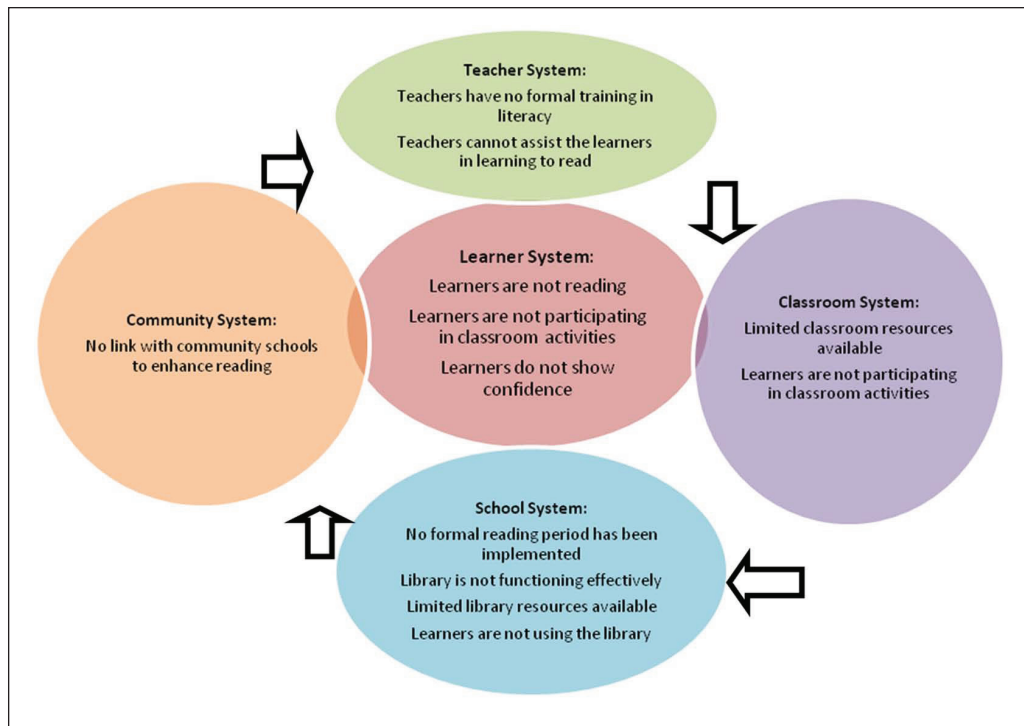 Teacher System:
Teachers have no formal training in
literacy
Teachers cannot assist the learners
in learning to read
Learner System:
Learners are not reading
Learners are not participating
in classroom activities
Learners do not show
confidence
Community System:
No link with community schools
to enhance reading
Classroom System:
Limited classroom resources
available
Learners are not participating
in classroom activities
School System:
No formal reading period has been
implemented
Library is not functioning effectively
Limited library resources available
Learners are not using the library